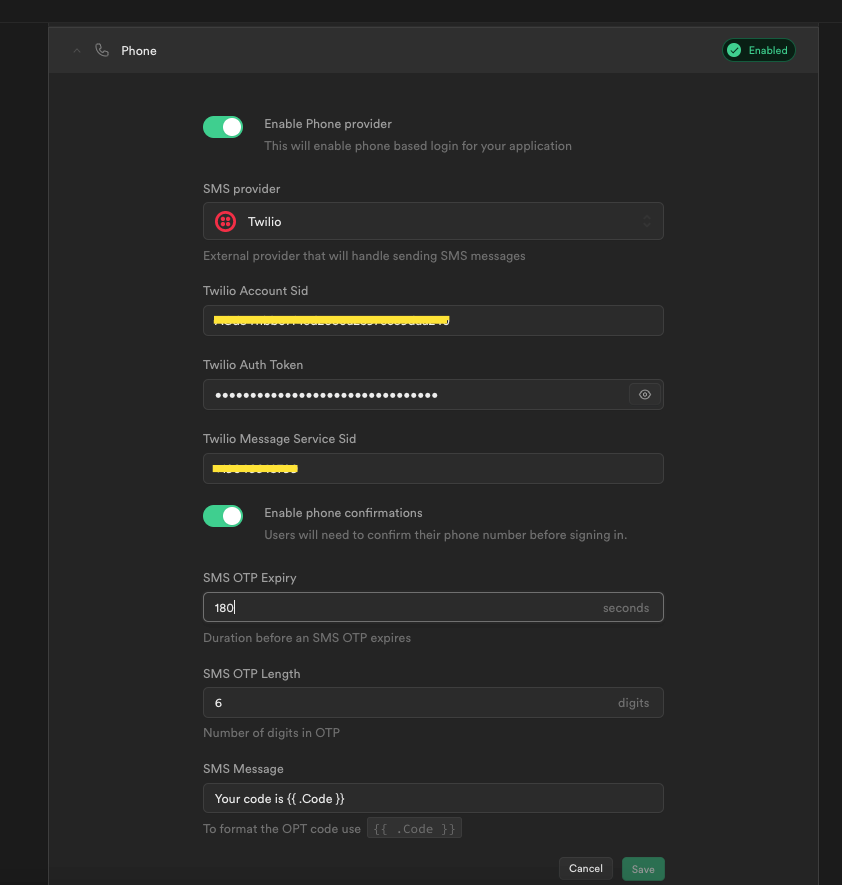 Phone
Enabled
Enable Phone provider
This will enable phone based login for your application
SMS provider
Twilio
External provider that will handle sending SMS messages
Twilio Account Sid
Twilio Auth Token
••••••••••••••••••••••••••••••••
Twilio Message Service Sid
Enable phone confirmations
Users will need to confirm their phone number before signing in.
SMS OTP Expiry
180 seconds
Duration before an SMS OTP expires
SMS OTP Length
6 digits
Number of digits in OTP
SMS Message
Your code is {{ .Code }}
To format the OPT code use {{ .Code }}
Cancel Save